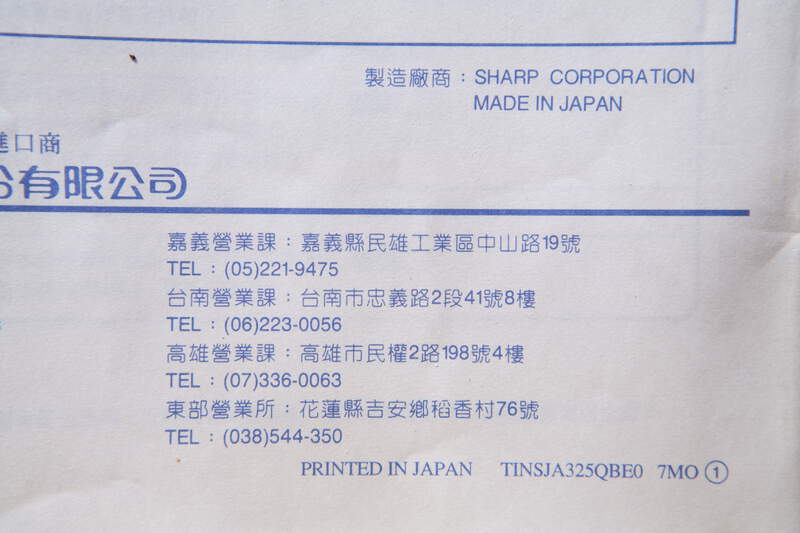 製造廠商：SHARP CORPORATION
MADE IN JAPAN
進口商
份有限公司
嘉義營業課：嘉義縣民雄工業區中山路19號
TEL：(05)221-9475
台南營業課：台南市忠義路2段41號8樓
TEL：(06)223-0056
高雄營業課：高雄市民權2路198號4樓
TEL：(07)336-0063
東部營業所：花蓮縣吉安鄉稻香村76號
TEL：(038)544-350
PRINTED IN JAPAN TINSJA325QBE0 7MO ①